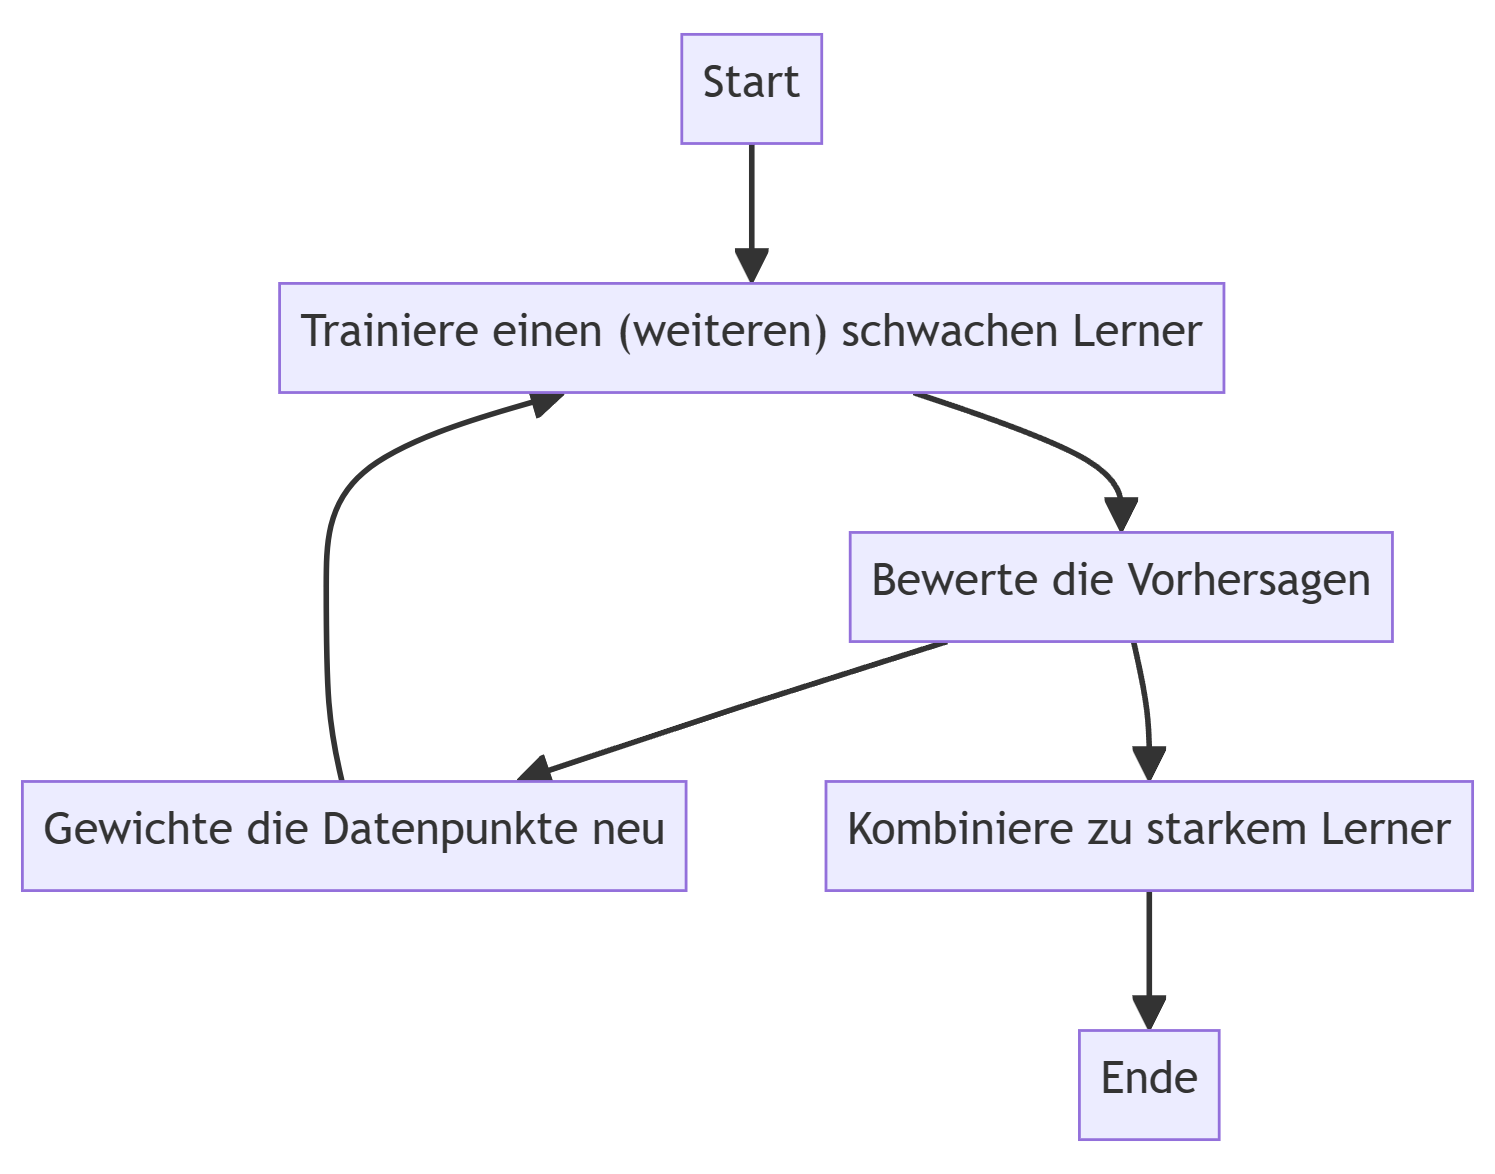 Start
Trainiere einen (weiteren) schwachen Lerner
Bewerte die Vorhersagen
Gewichte die Datenpunkte neu
Kombiniere zu starkem Lerner
Ende